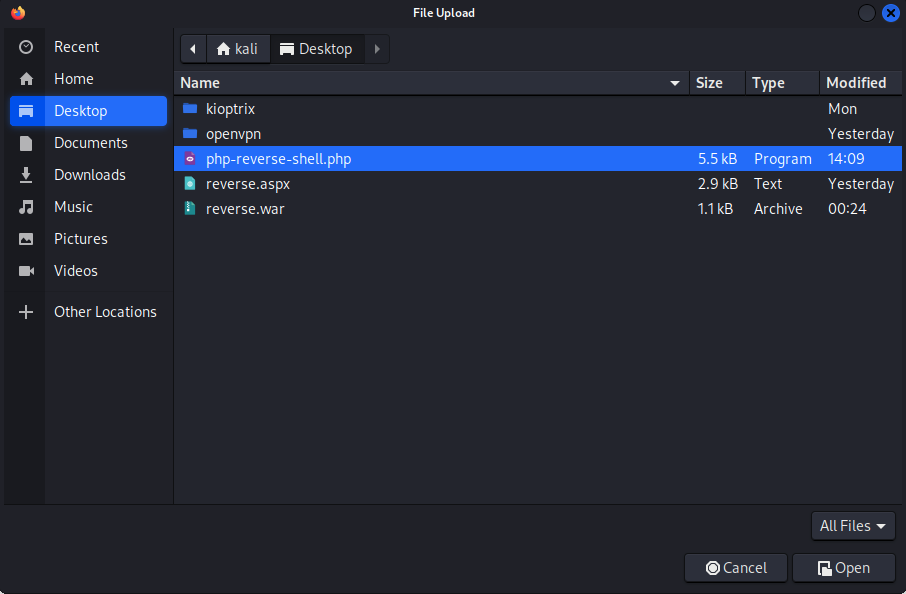 File Upload
Recent
Home
Desktop
Documents
Downloads
Music
Pictures
Videos
Other Locations
kali Desktop
Name Size Type Modified
kioptrix Mon
openvpn Yesterday
php-reverse-shell.php 5.5 kB Program 14:09
reverse.aspx 2.9 kB Text Yesterday
reverse.war 1.1 kB Archive 00:24
All Files
Cancel Open